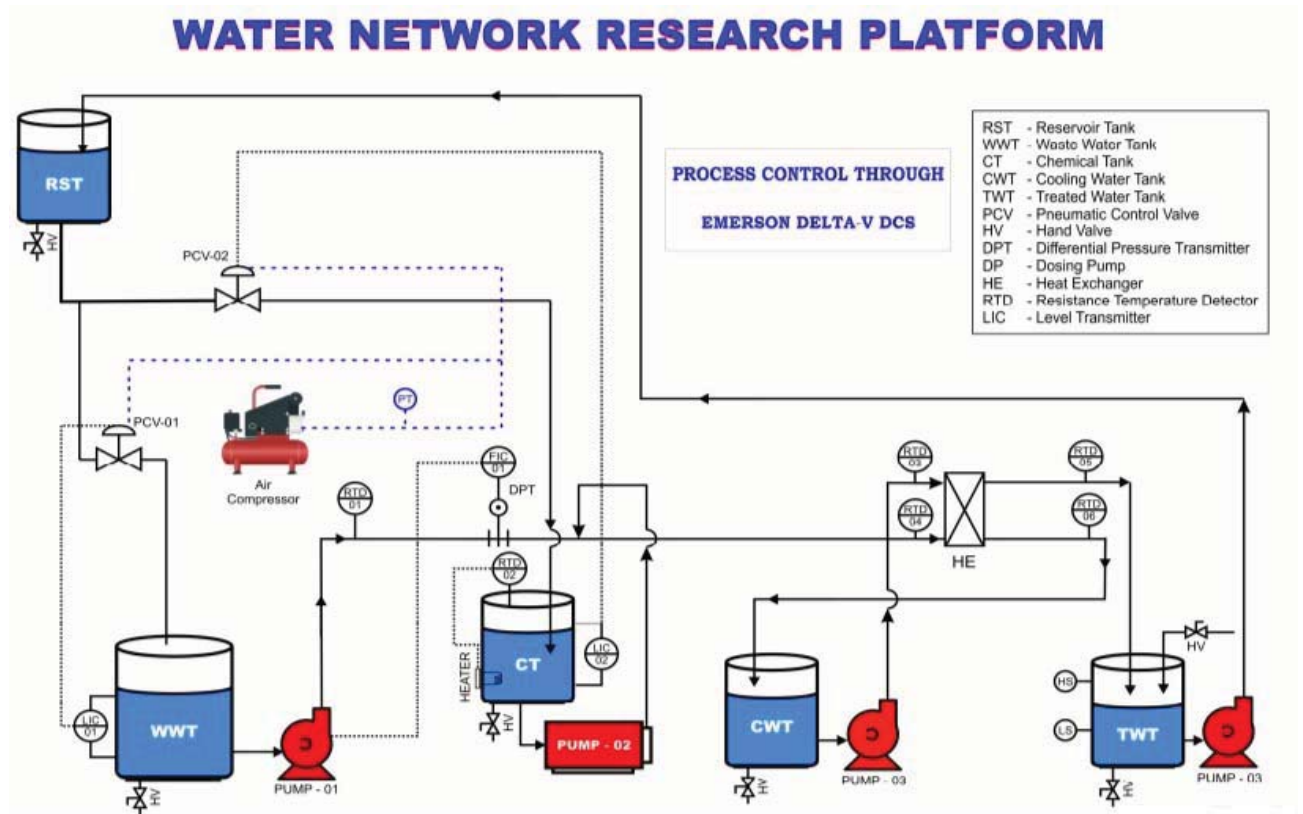 WATER NETWORK RESEARCH PLATFORM
RST
HV
PCV-02
PROCESS CONTROL THROUGH
EMERSON DELTA-V DCS
RST - Reservoir Tank
WWT - Waste Water Tank
CT - Chemical Tank
CWT - Cooling Water Tank
TWT - Treated Water Tank
PCV - Pneumatic Control Valve
HV - Hand Valve
DPT - Differential Pressure Transmitter
DP - Dosing Pump
HE - Heat Exchanger
RTD - Resistance Temperature Detector
LIC - Level Transmitter
PCV-01
PT
Air
Compressor
FIC
01
DPT
RTD
01
RTD
02
RTD
03
RTD
04
RTD
05
RTD
06
HE
HEATER
CT
LIC
02
HV
PUMP - 02
LIC
01
WWT
HV
PUMP - 01
CWT
HV
PUMP - 03
HV
HS
LS
TWT
HV
PUMP - 03